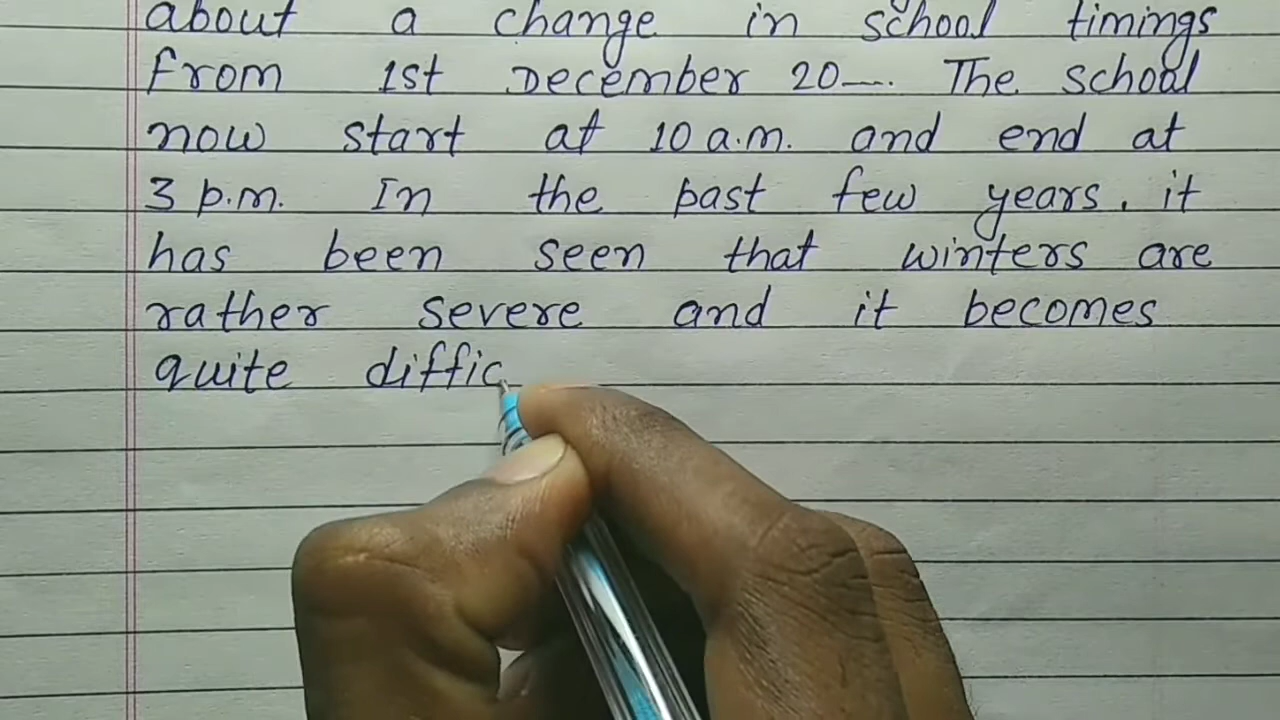 about a change in school timings
from 1st December 20—. The school
now start at 10 a.m. and end at
3 p.m. In the past few years, it
has been seen that winters are
rather severe and it becomes
quite diffic